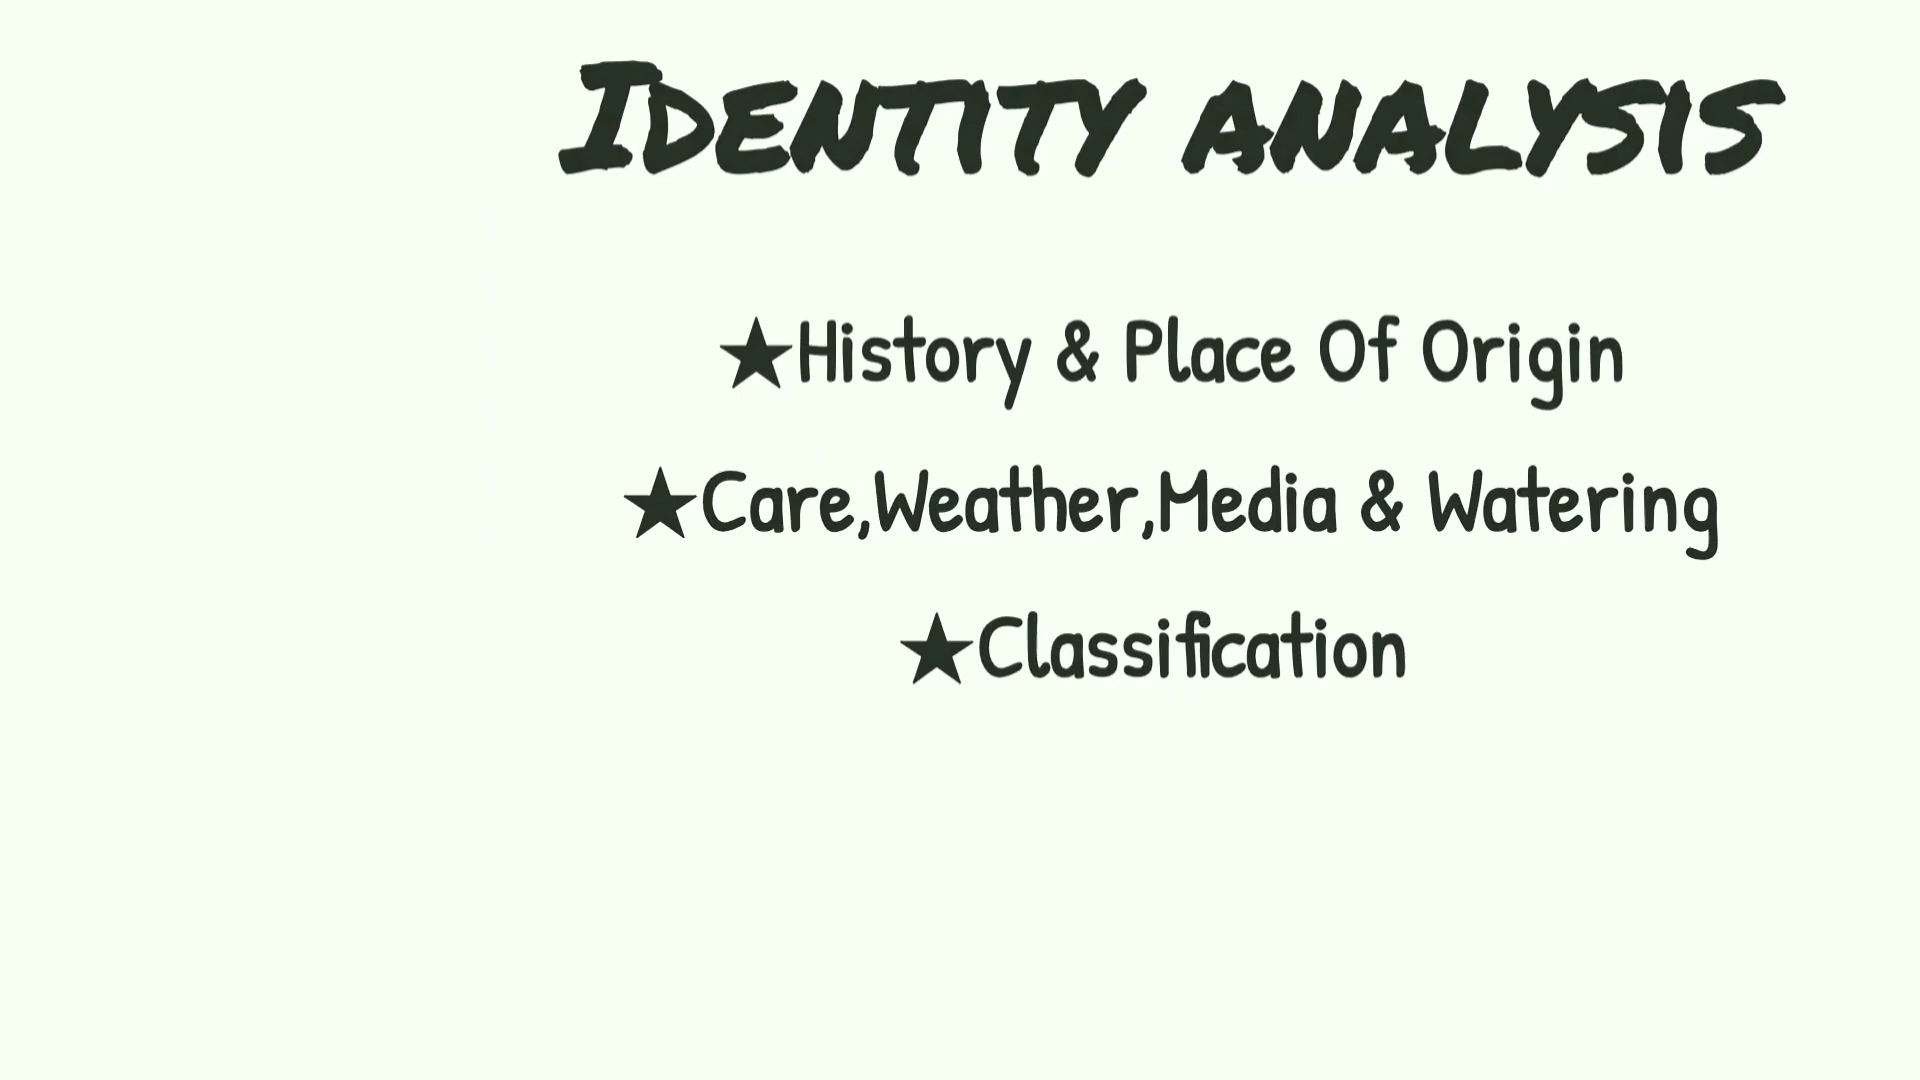 Identity analysis
★History & Place Of Origin
★Care,Weather,Media & Watering
★Classification